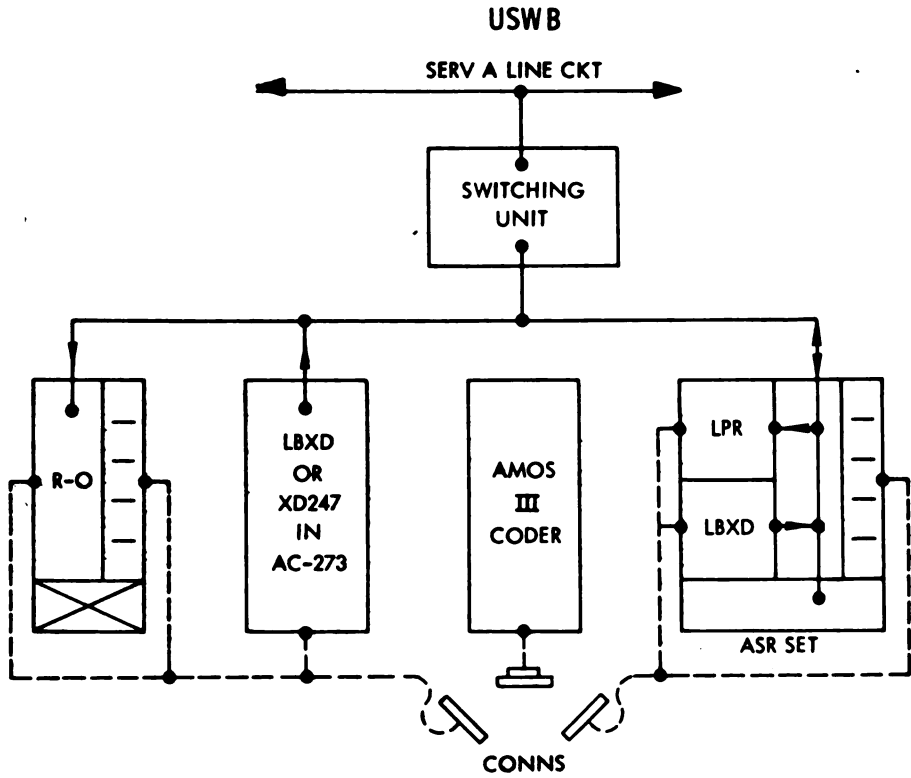 USWB
SERV A LINE CKT
SWITCHING
UNIT
R-O
LBXD
OR
XD247
IN
AC-273
AMOS
III
CODER
LPR
LBXD
ASR SET
CONNS